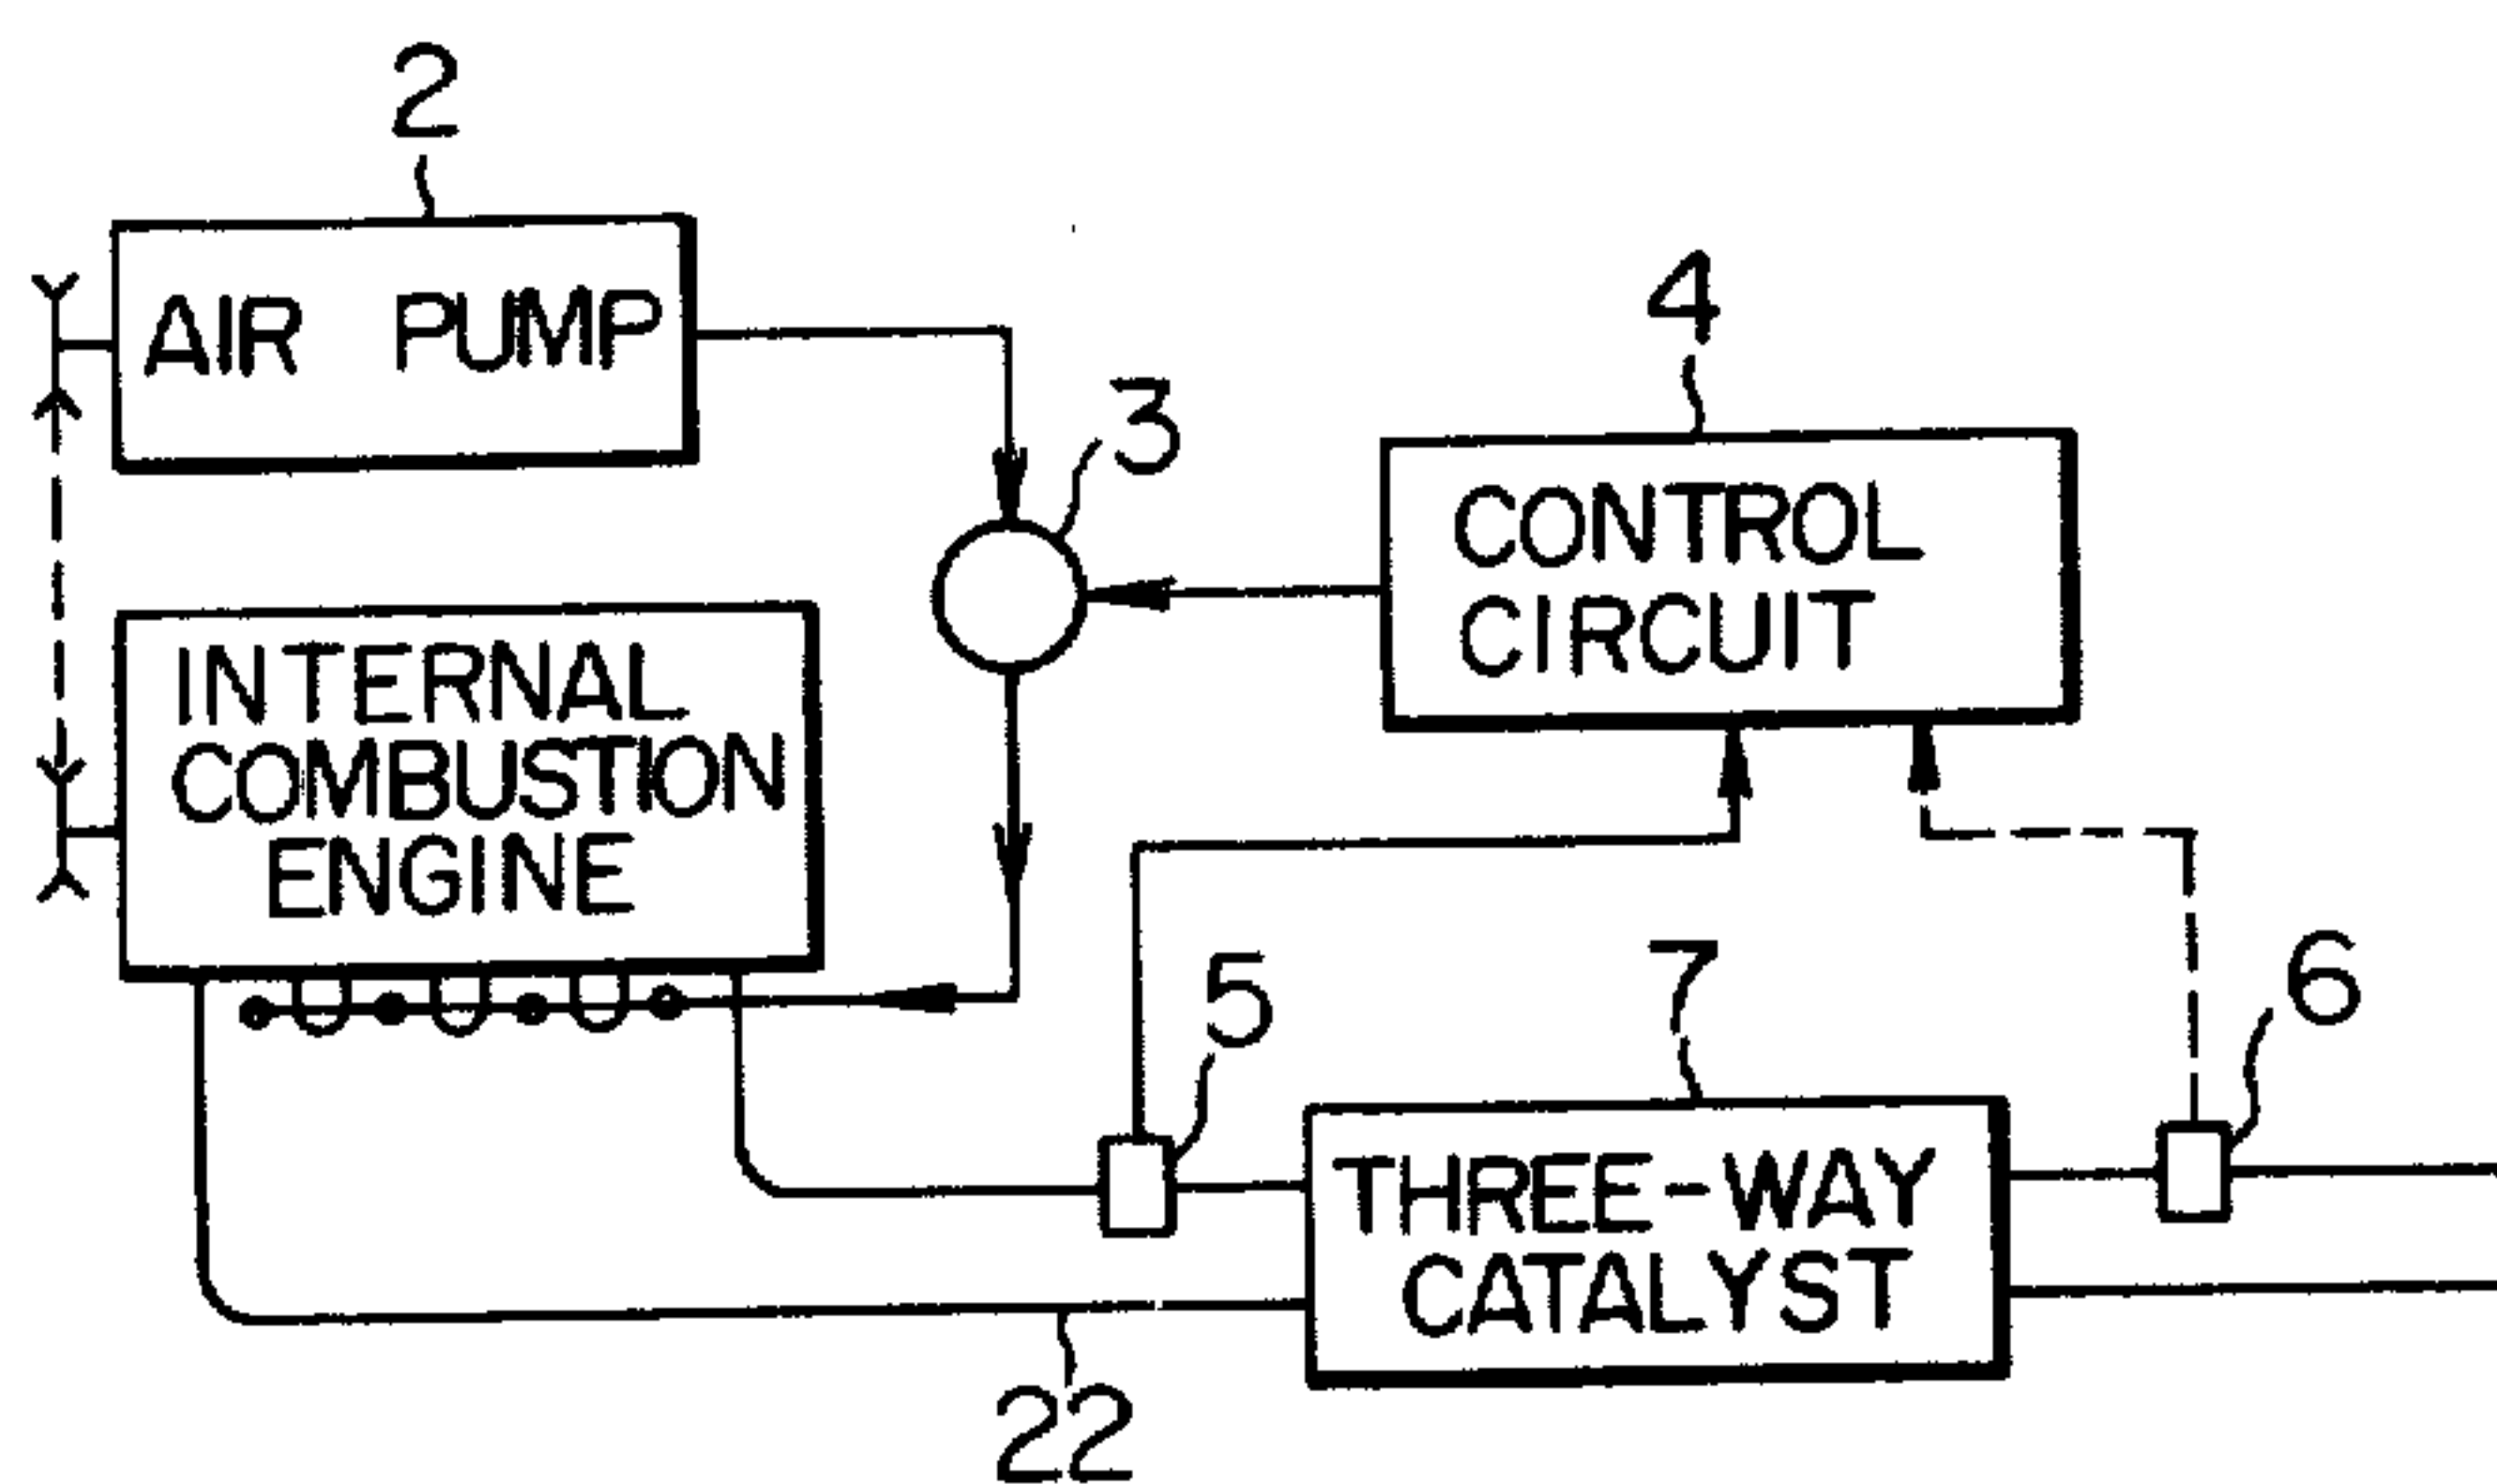 2
AIR PUMP
3
4
CONTROL
CIRCUIT
INTERNAL
COMBUSTION
ENGINE
5
7
6
THREE-WAY
CATALYST
22